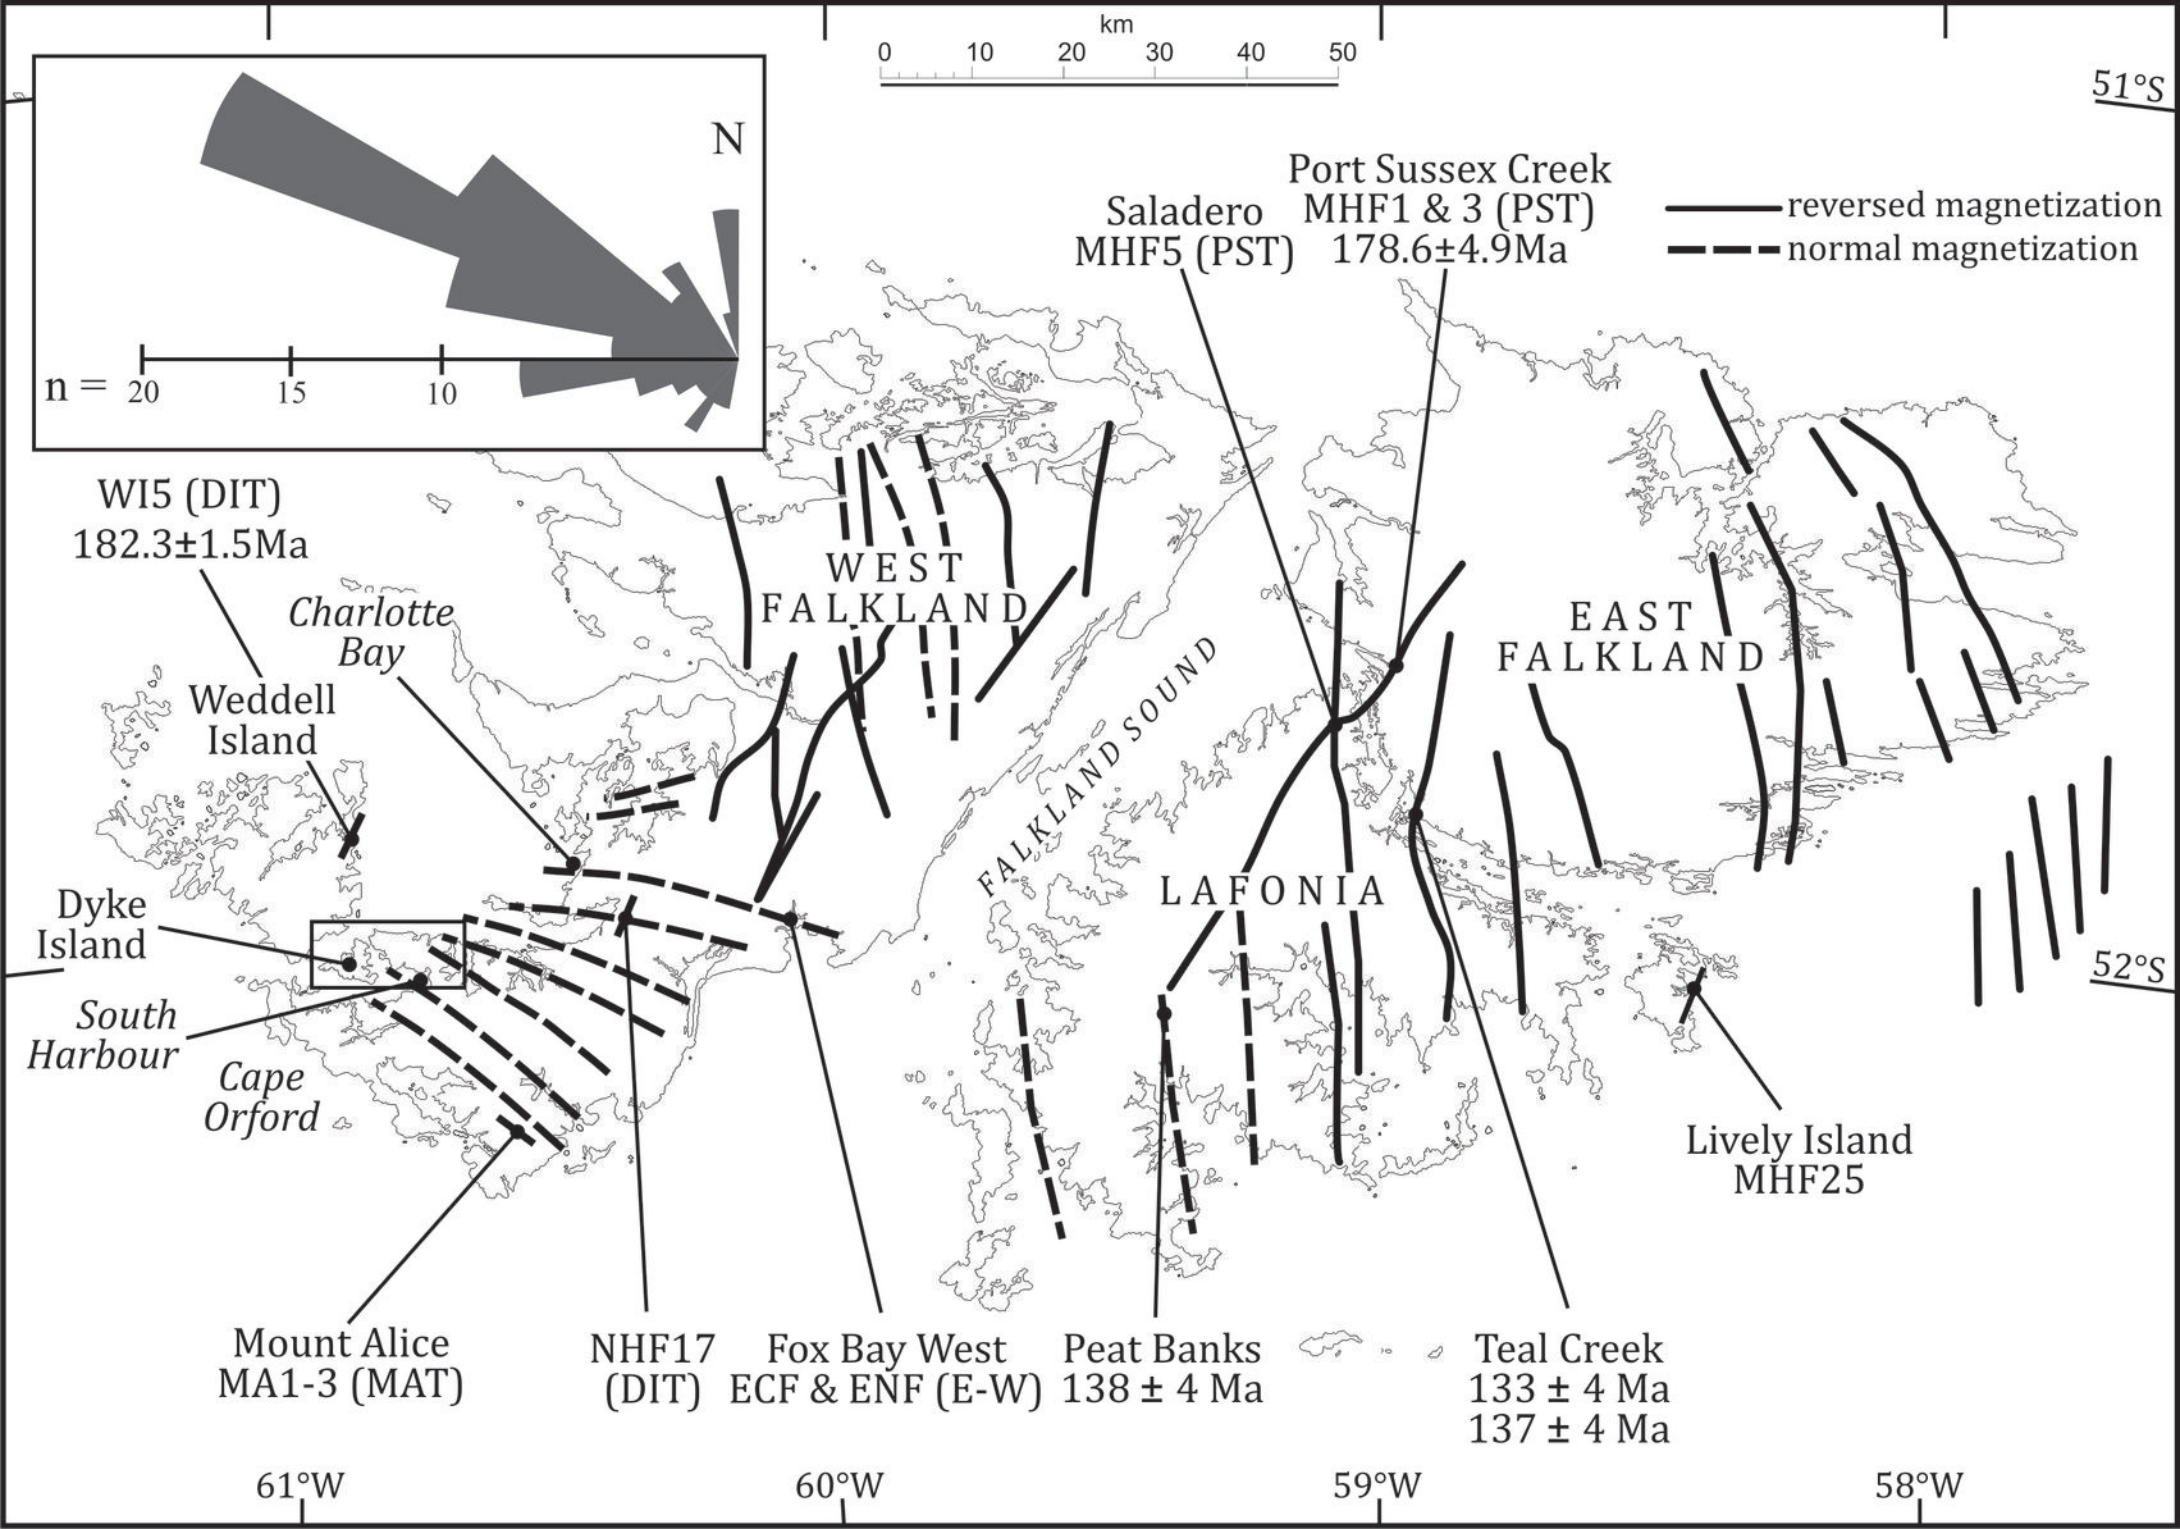 km
0 10 20 30 40 50
51°S
N
n = 20 15 10
Port Sussex Creek
MHF1 & 3 (PST)
178.6±4.9Ma
Saladero
MHF5 (PST)
reversed magnetization
normal magnetization
WI5 (DIT)
182.3±1.5Ma
Charlotte
Bay
WEST
FALKLAND
EAST
FALKLAND
Weddell
Island
FALKLAND SOUND
LAFONIA
Dyke
Island
52°S
South
Harbour
Cape
Orford
Lively Island
MHF25
Mount Alice
MA1-3 (MAT)
NHF17
(DIT)
Fox Bay West
ECF & ENF (E-W)
Peat Banks
138 ± 4 Ma
Teal Creek
133 ± 4 Ma
137 ± 4 Ma
61°W 60°W 59°W 58°W